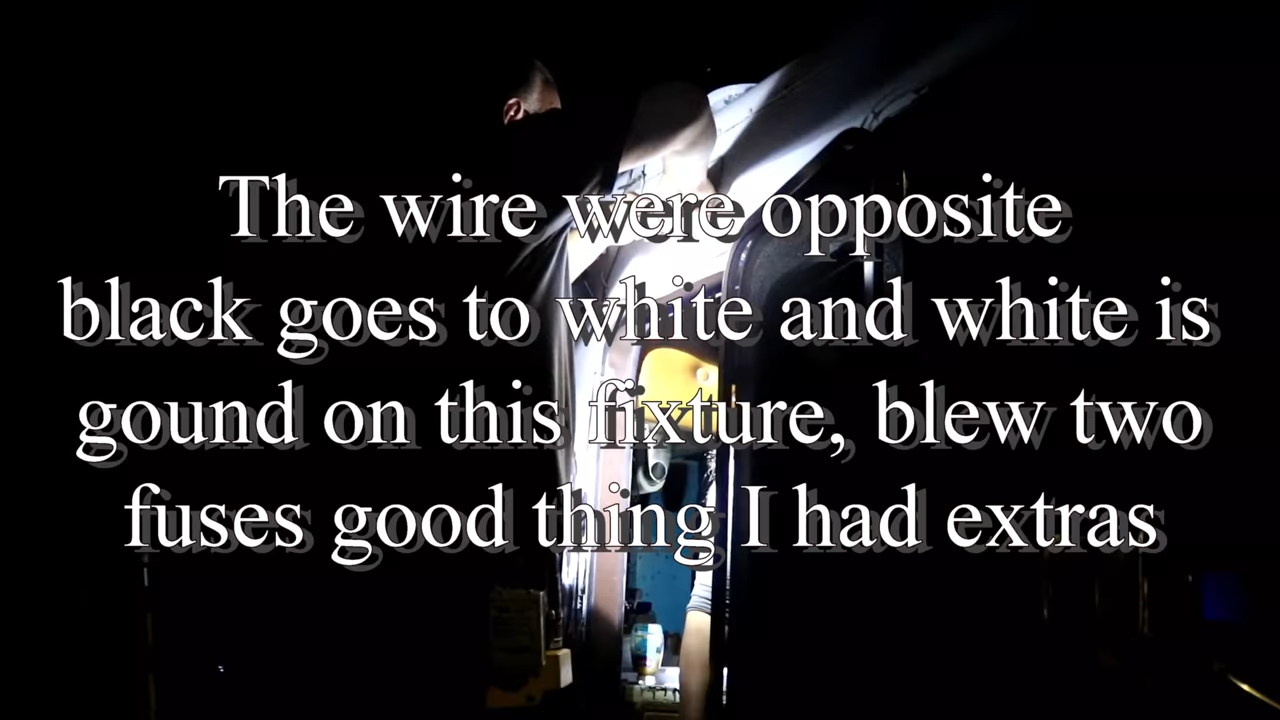 The wire were opposite
black goes to white and white is
gound on this fixture, blew two
fuses good thing I had extras